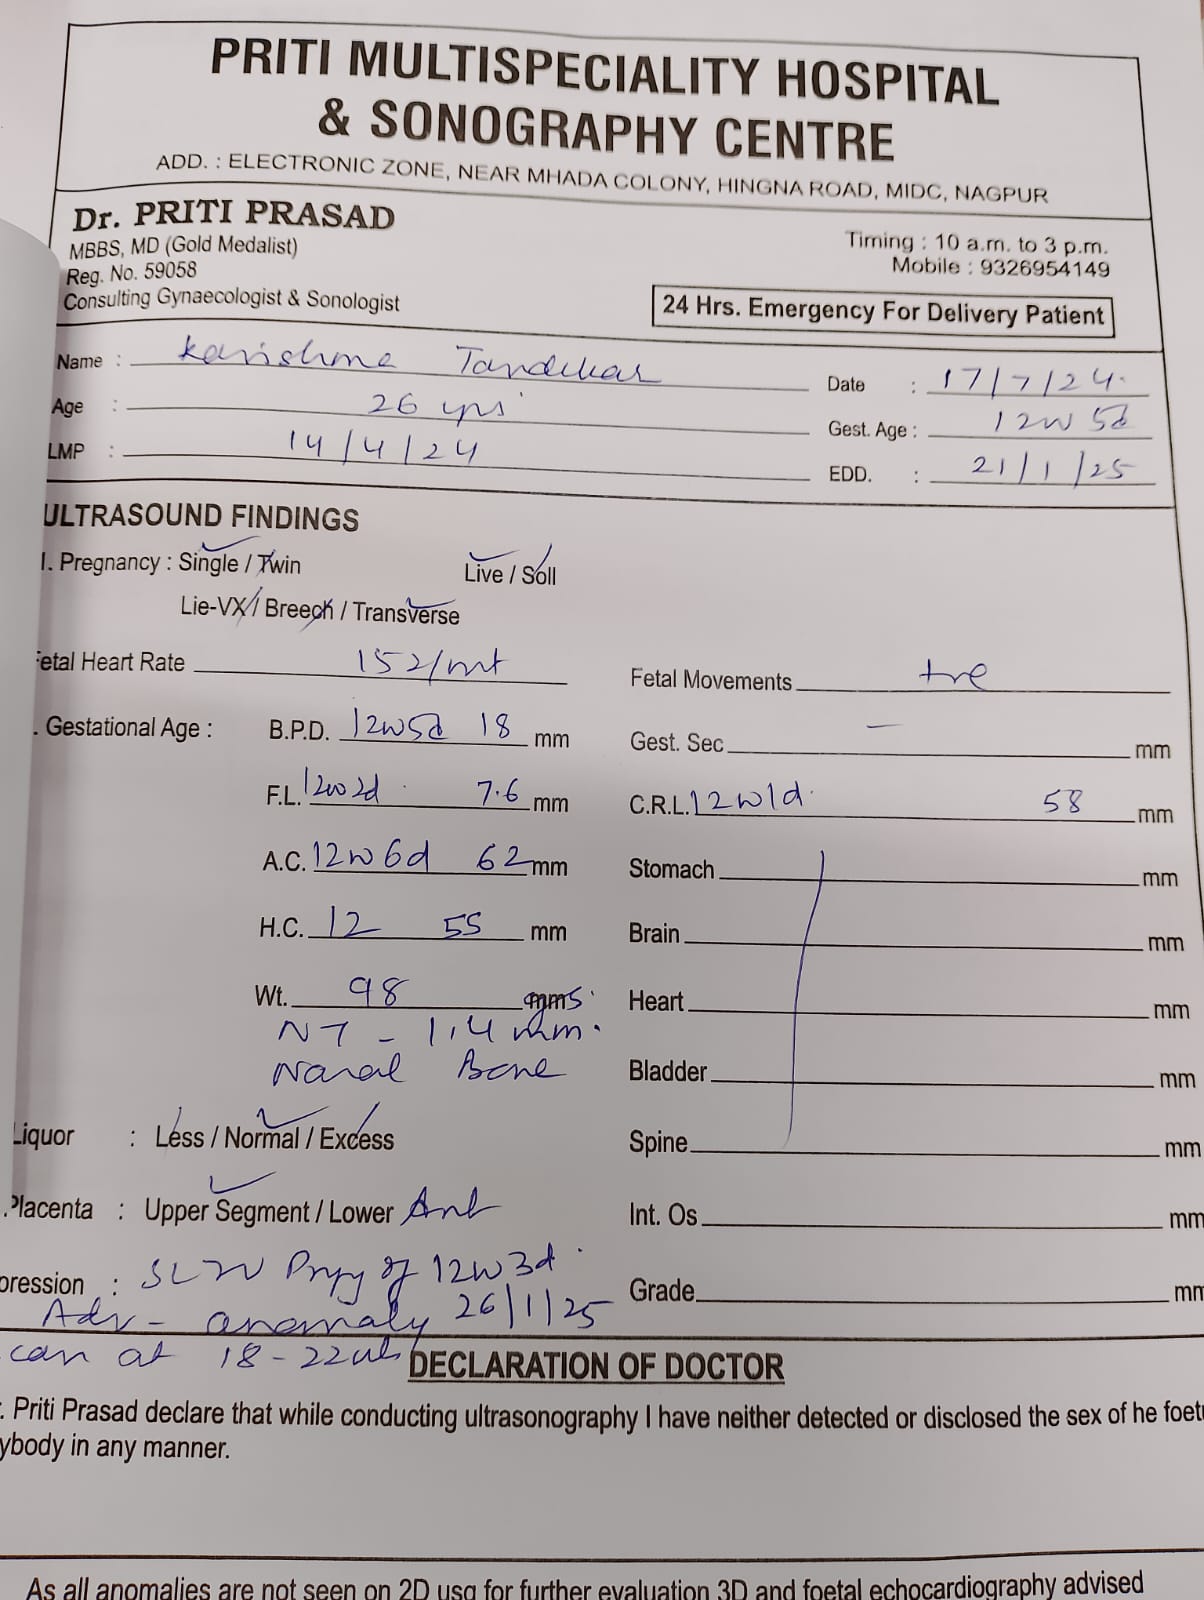 PRITI MULTISPECIALITY HOSPITAL
& SONOGRAPHY CENTRE
ADD. : ELECTRONIC ZONE, NEAR MHADA COLONY, HINGNA ROAD, MIDC, NAGPUR
Dr. PRITI PRASAD
MBBS, MD (Gold Medalist)
Reg. No. 59058
Consulting Gynaecologist & Sonologist
Timing : 10 a.m. to 3 p.m.
Mobile : 9326954149
24 Hrs. Emergency For Delivery Patient
Name : Karishma Tandekar
Date : 17/7/24
Age : 26 yrs
Gest. Age : 12w 5d
LMP : 14/4/24
EDD. : 21/1/25
ULTRASOUND FINDINGS
1. Pregnancy : Single / Twin Live / Soll
Lie-VX / Breech / Transverse
Fetal Heart Rate 152/mt Fetal Movements +ve
. Gestational Age : B.P.D. 12w5d 18 mm Gest. Sec – mm
F.L. 12w2d 7.6 mm C.R.L. 12w1d 58 mm
A.C. 12w6d 62 mm Stomach mm
H.C. 12 55 mm Brain mm
Wt. 98 gms Heart mm
NT - 1.4 mm.
Nasal Bone Bladder mm
Liquor : Less / Normal / Excess Spine mm
.Placenta : Upper Segment / Lower Ant Int. Os mm
pression : SLIU Pregy of 12w3d Grade mm
Adv - anomaly 26/1/25
can at 18-22wks
DECLARATION OF DOCTOR
. Priti Prasad declare that while conducting ultrasonography I have neither detected or disclosed the sex of he foetu
ybody in any manner.
As all anomalies are not seen on 2D usg for further evaluation 3D and foetal echocardiography advised